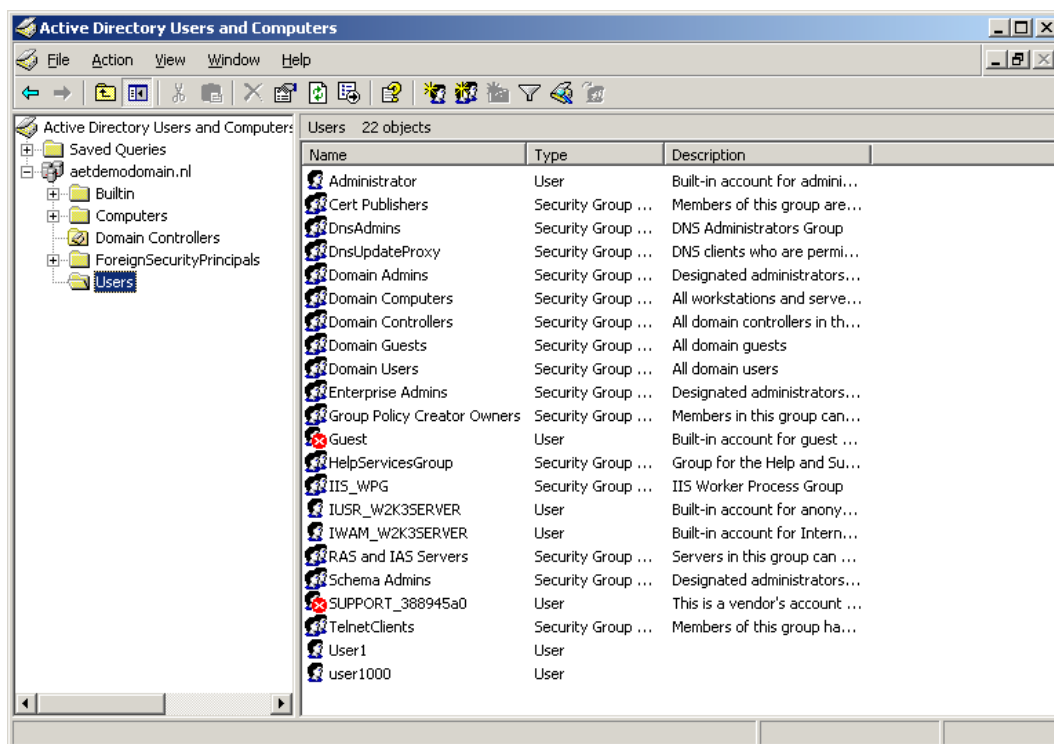 Active Directory Users and Computers
File Action View Window Help
Active Directory Users and Computers
Saved Queries
aetdemodomain.nl
Builtin
Computers
Domain Controllers
ForeignSecurityPrincipals
Users
Users 22 objects
Name Type Description
Administrator User Built-in account for admini...
Cert Publishers Security Group ... Members of this group are...
DnsAdmins Security Group ... DNS Administrators Group
DnsUpdateProxy Security Group ... DNS clients who are permi...
Domain Admins Security Group ... Designated administrators...
Domain Computers Security Group ... All workstations and serve...
Domain Controllers Security Group ... All domain controllers in th...
Domain Guests Security Group ... All domain guests
Domain Users Security Group ... All domain users
Enterprise Admins Security Group ... Designated administrators...
Group Policy Creator Owners Security Group ... Members in this group can...
Guest User Built-in account for guest ...
HelpServicesGroup Security Group ... Group for the Help and Su...
IIS_WPG Security Group ... IIS Worker Process Group
IUSR_W2K3SERVER User Built-in account for anony...
IWAM_W2K3SERVER User Built-in account for Intern...
RAS and IAS Servers Security Group ... Servers in this group can ...
Schema Admins Security Group ... Designated administrators...
SUPPORT_388945a0 User This is a vendor's account ...
TelnetClients Security Group ... Members of this group ha...
User1 User
user1000 User